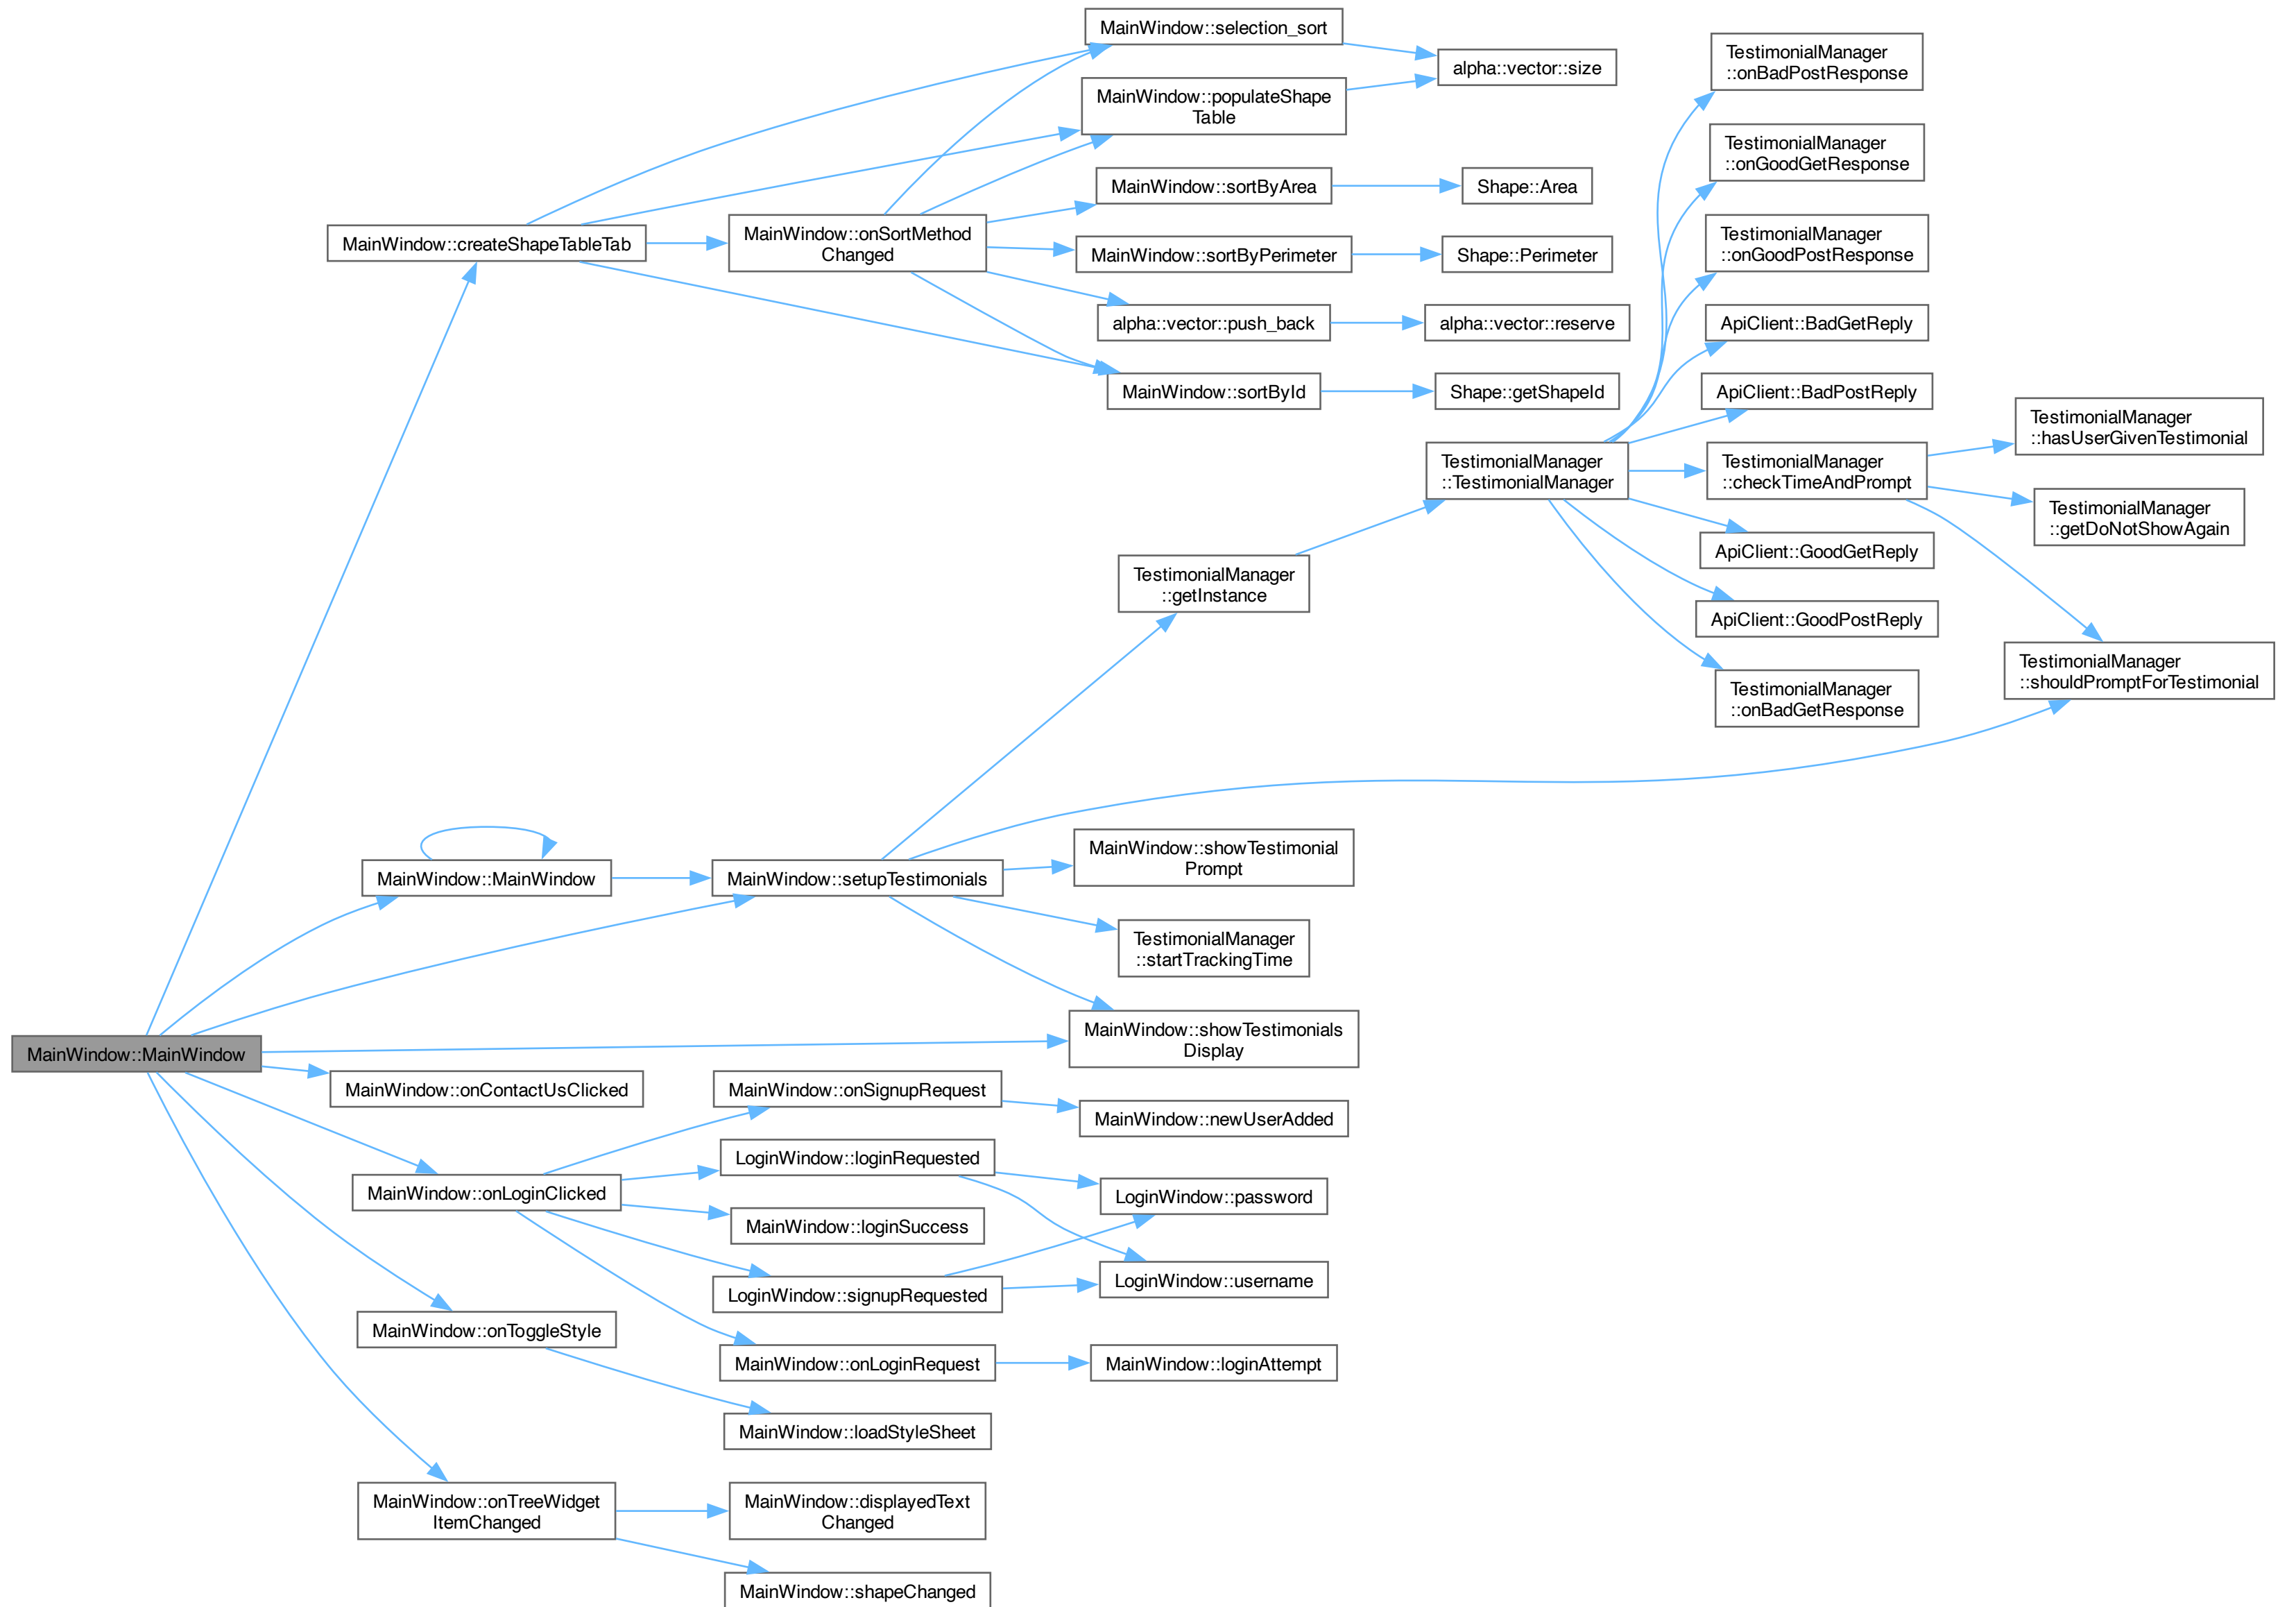 MainWindow::selection_sort
alpha::vector::size
MainWindow::populateShape
Table
MainWindow::sortByArea
Shape::Area
MainWindow::createShapeTableTab
MainWindow::onSortMethod
Changed
MainWindow::sortByPerimeter
Shape::Perimeter
alpha::vector::push_back
alpha::vector::reserve
MainWindow::sortById
Shape::getShapeId
TestimonialManager
::onBadPostResponse
TestimonialManager
::onGoodGetResponse
TestimonialManager
::onGoodPostResponse
ApiClient::BadGetReply
ApiClient::BadPostReply
TestimonialManager
::TestimonialManager
TestimonialManager
::checkTimeAndPrompt
TestimonialManager
::hasUserGivenTestimonial
TestimonialManager
::getDoNotShowAgain
ApiClient::GoodGetReply
ApiClient::GoodPostReply
TestimonialManager
::getInstance
TestimonialManager
::shouldPromptForTestimonial
TestimonialManager
::onBadGetResponse
MainWindow::MainWindow
MainWindow::setupTestimonials
MainWindow::showTestimonial
Prompt
TestimonialManager
::startTrackingTime
MainWindow::showTestimonials
Display
MainWindow::MainWindow
MainWindow::onContactUsClicked
MainWindow::onSignupRequest
MainWindow::newUserAdded
LoginWindow::loginRequested
LoginWindow::password
MainWindow::onLoginClicked
MainWindow::loginSuccess
LoginWindow::signupRequested
LoginWindow::username
MainWindow::onToggleStyle
MainWindow::onLoginRequest
MainWindow::loginAttempt
MainWindow::loadStyleSheet
MainWindow::onTreeWidget
ItemChanged
MainWindow::displayedText
Changed
MainWindow::shapeChanged